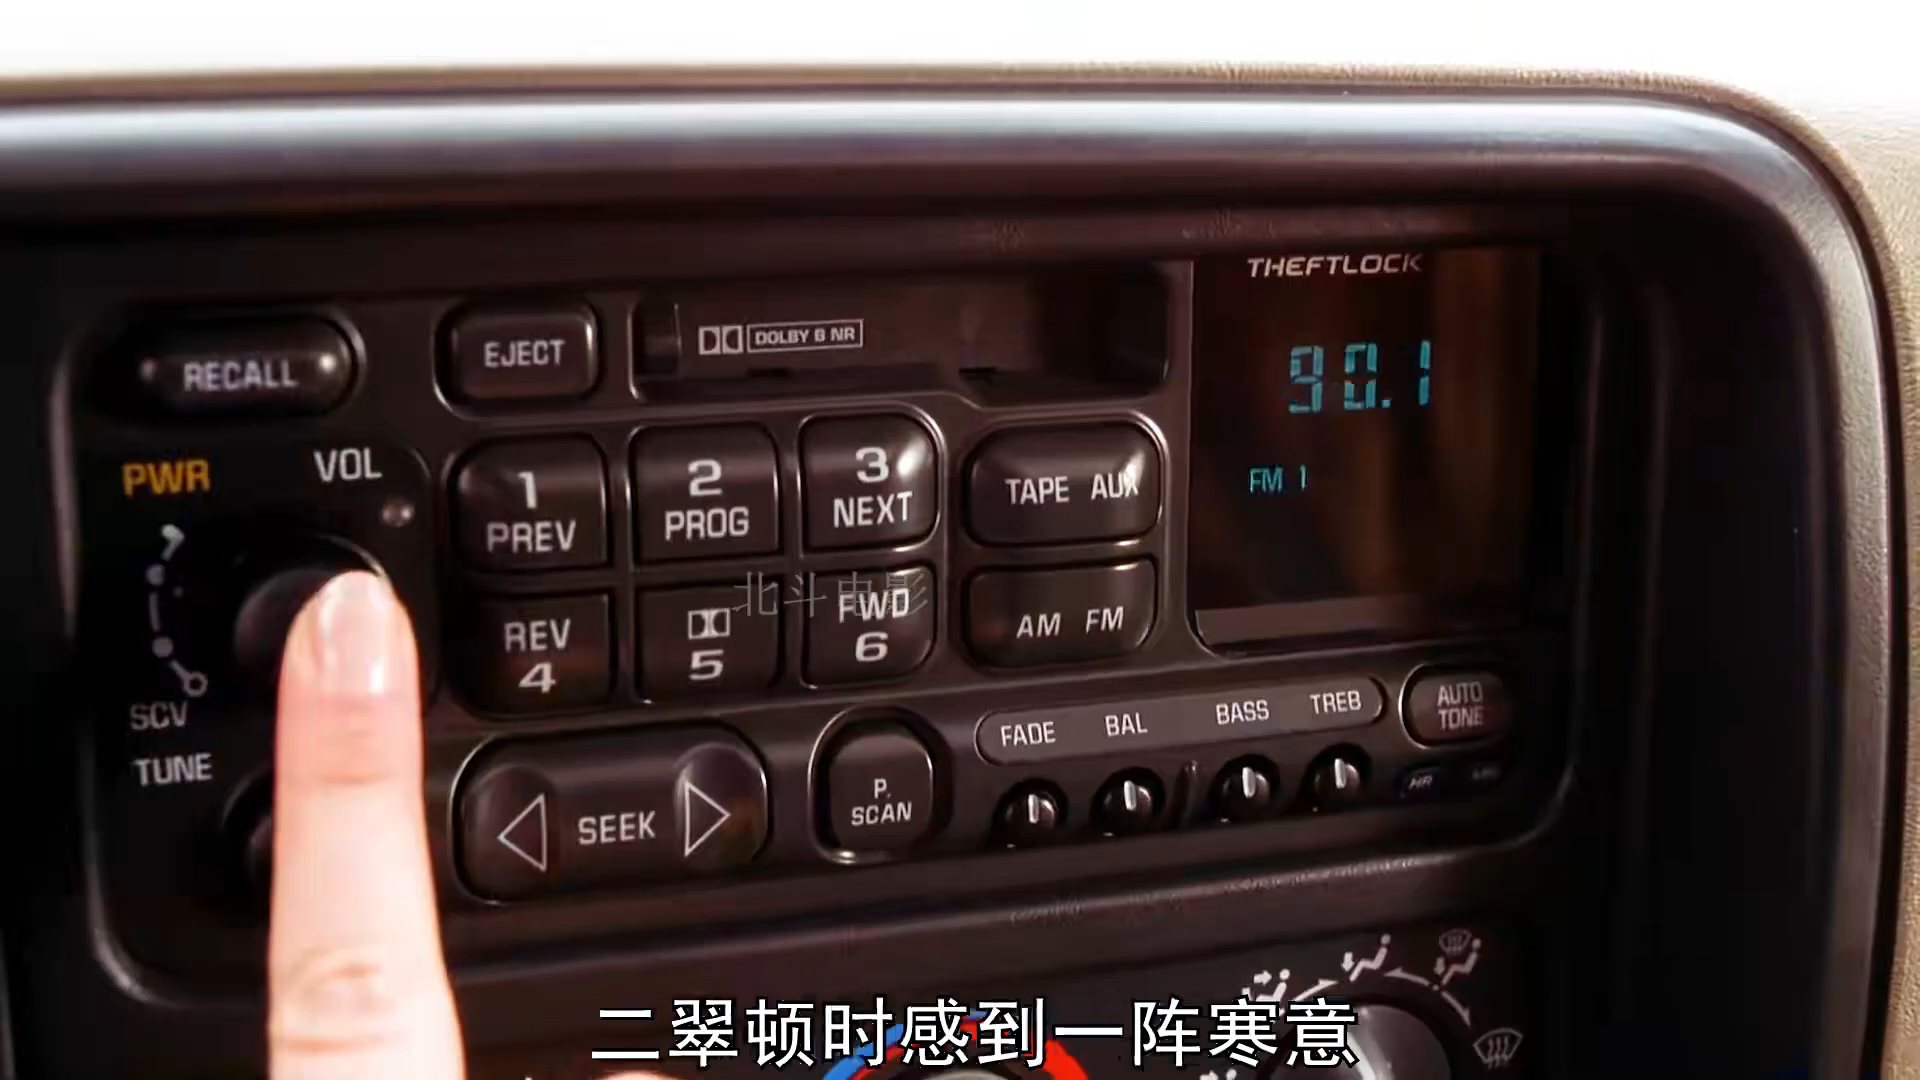 THEFTLOCK
RECALL
EJECT
DOLBY B NR
90.1
FM 1
PWR
VOL
1
PREV
2
PROG
3
NEXT
TAPE AUX
REV
4
5
FWD
6
AM FM
北斗电影
SCV
TUNE
SEEK
P.
SCAN
FADE BAL BASS TREB
AUTO
TONE
二翠顿时感到一阵寒意